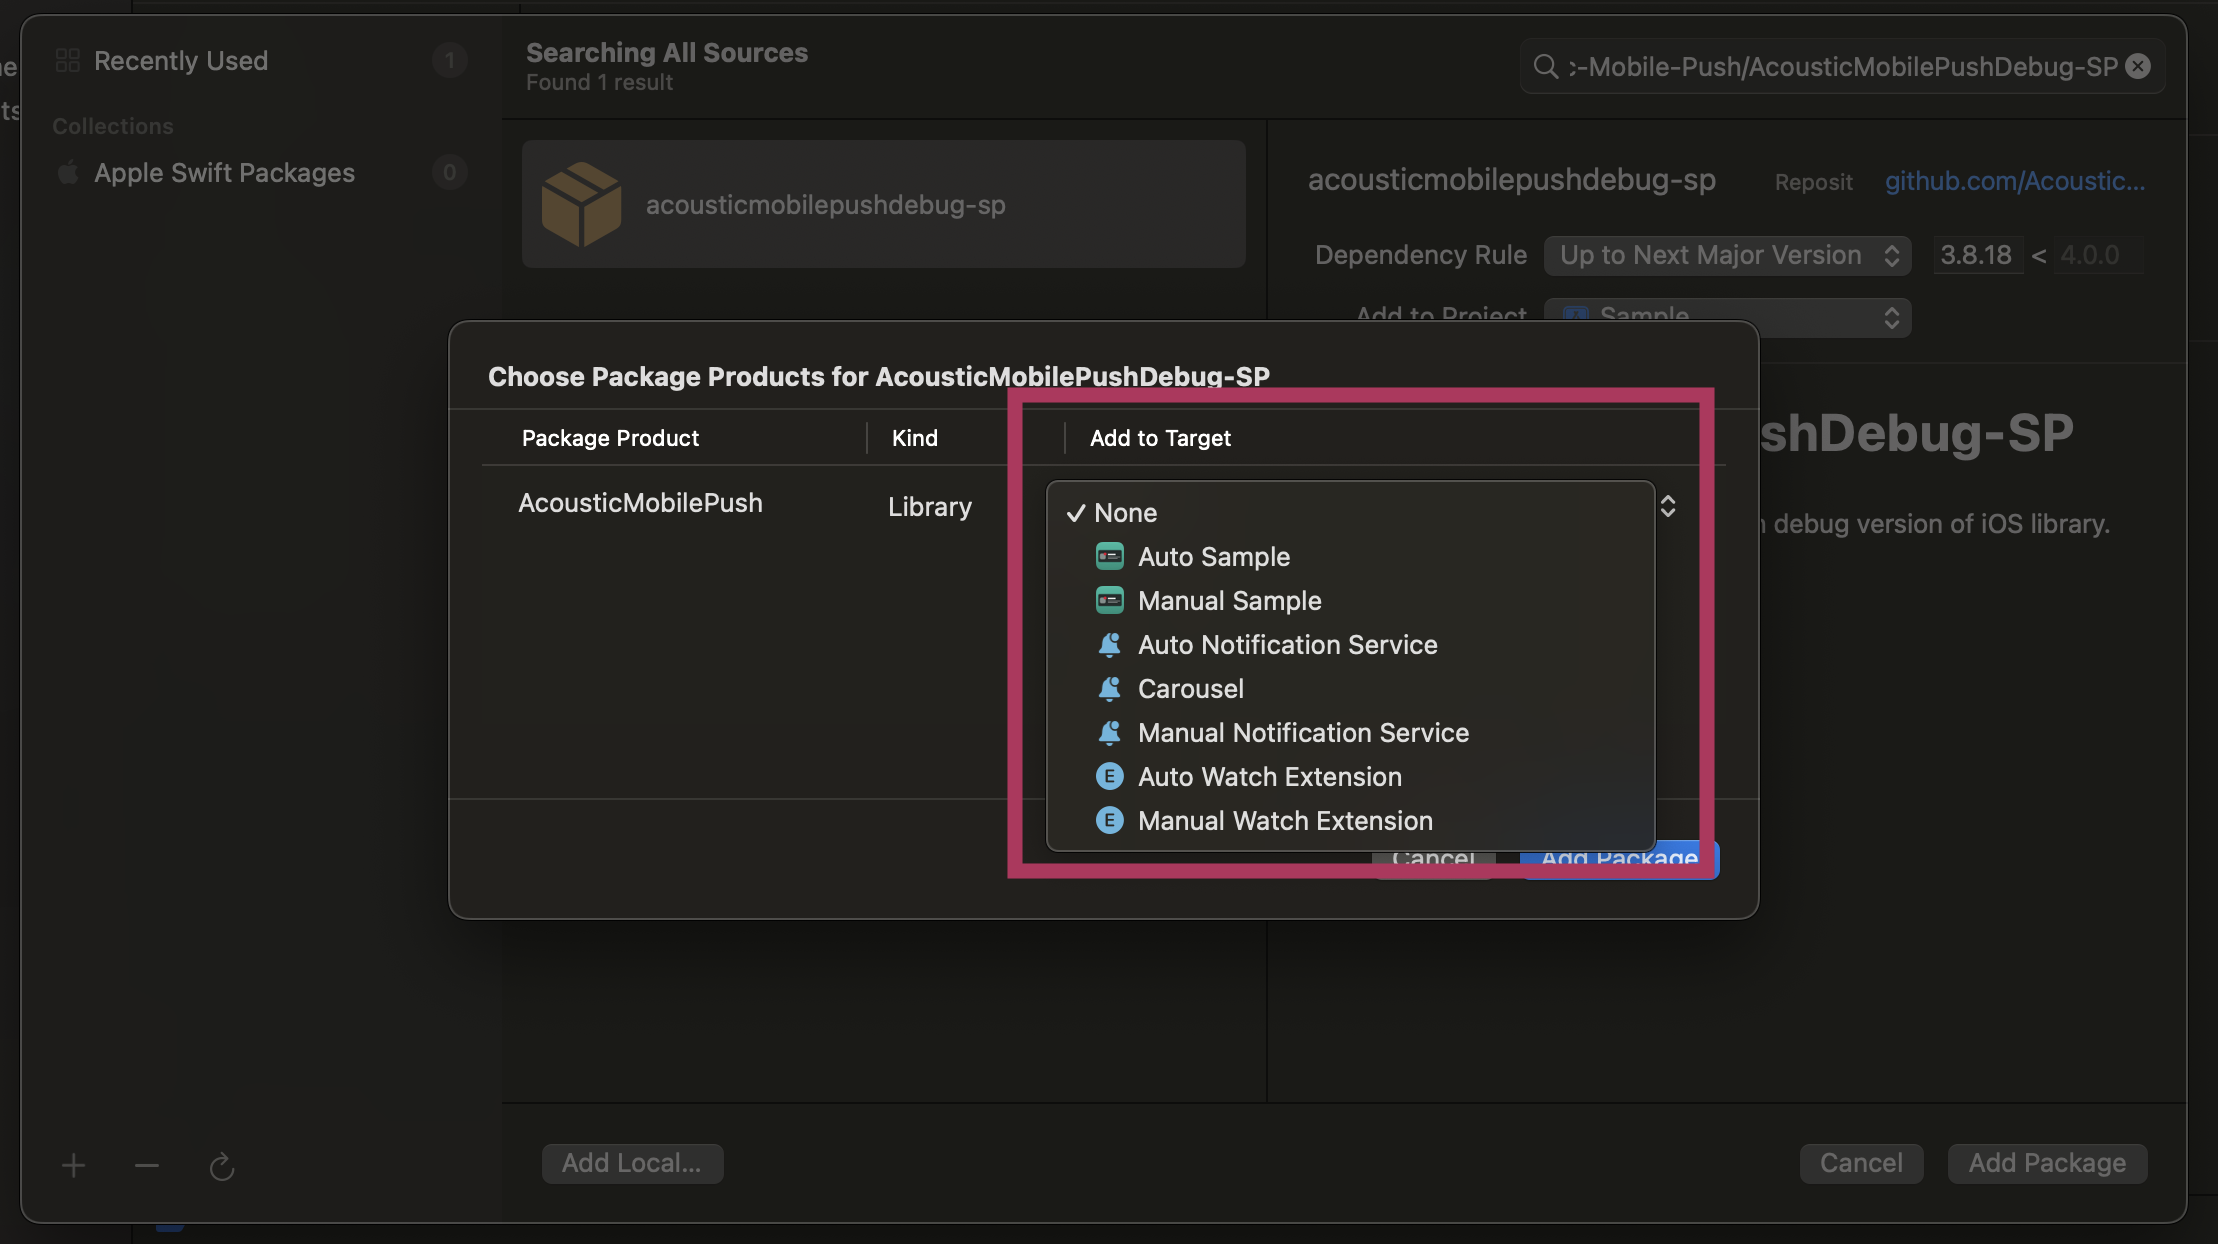 ne
ts
Recently Used
1
Collections
Apple Swift Packages
0
Searching All Sources
Found 1 result
-Mobile-Push/AcousticMobilePushDebug-SP
acousticmobilepushdebug-sp
acousticmobilepushdebug-sp
Reposit
github.com/Acoustic...
Dependency Rule
Up to Next Major Version
3.8.18 < 4.0.0
Add to Project
Sample
shDebug-SP
debug version of iOS library.
Choose Package Products for AcousticMobilePushDebug-SP
Package Product
Kind
Add to Target
AcousticMobilePush
Library
None
Auto Sample
Manual Sample
Auto Notification Service
Carousel
Manual Notification Service
E Auto Watch Extension
E Manual Watch Extension
Cancel
Add Package
Add Local...
Cancel
Add Package